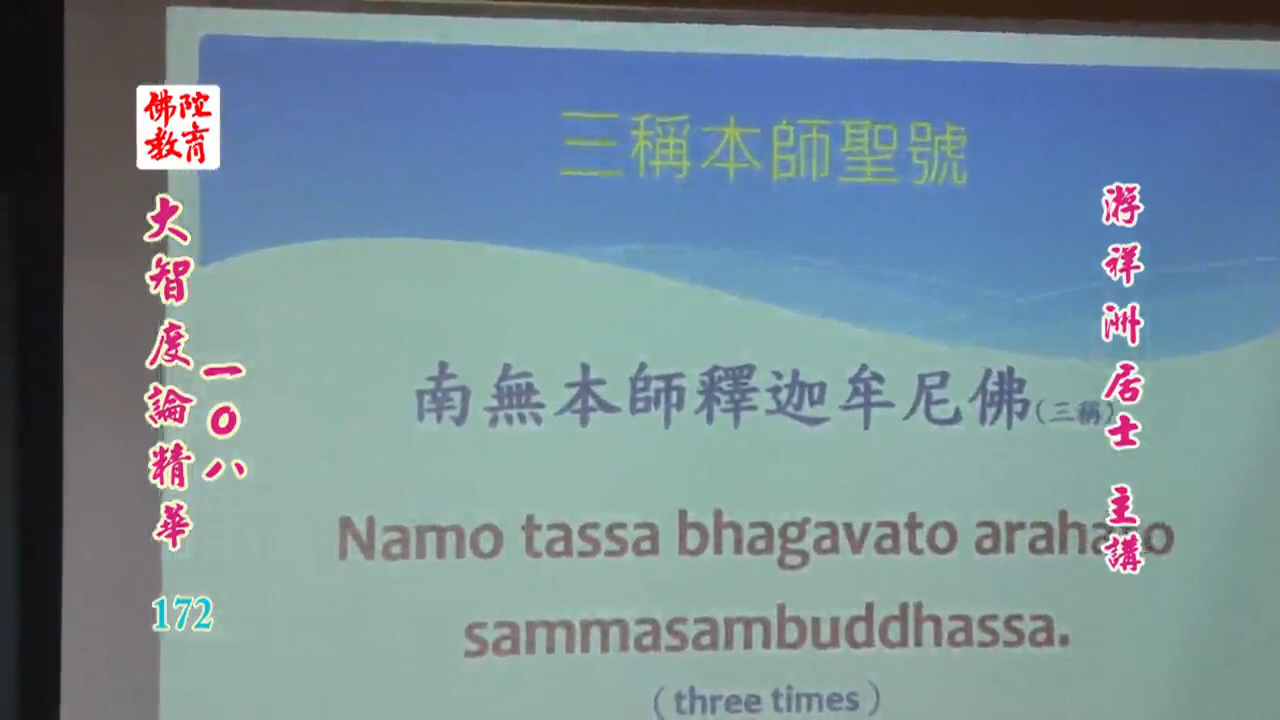 佛陀
教育
大智度論精華
一０八
172
三稱本師聖號
南無本師釋迦牟尼佛(三稱)
Namo tassa bhagavato arahato
sammasambuddhassa.
(three times)
游祥洲居士 主講